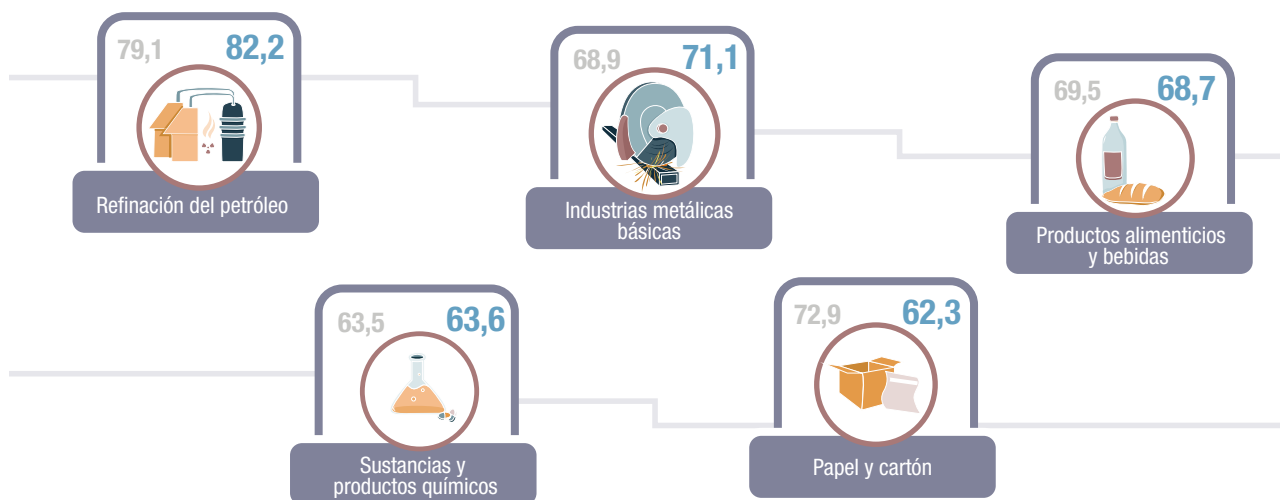 79,1 82,2
Refinación del petróleo
68,9 71,1
Industrias metálicas
básicas
69,5 68,7
Productos alimenticios
y bebidas
63,5 63,6
Sustancias y
productos químicos
72,9 62,3
Papel y cartón